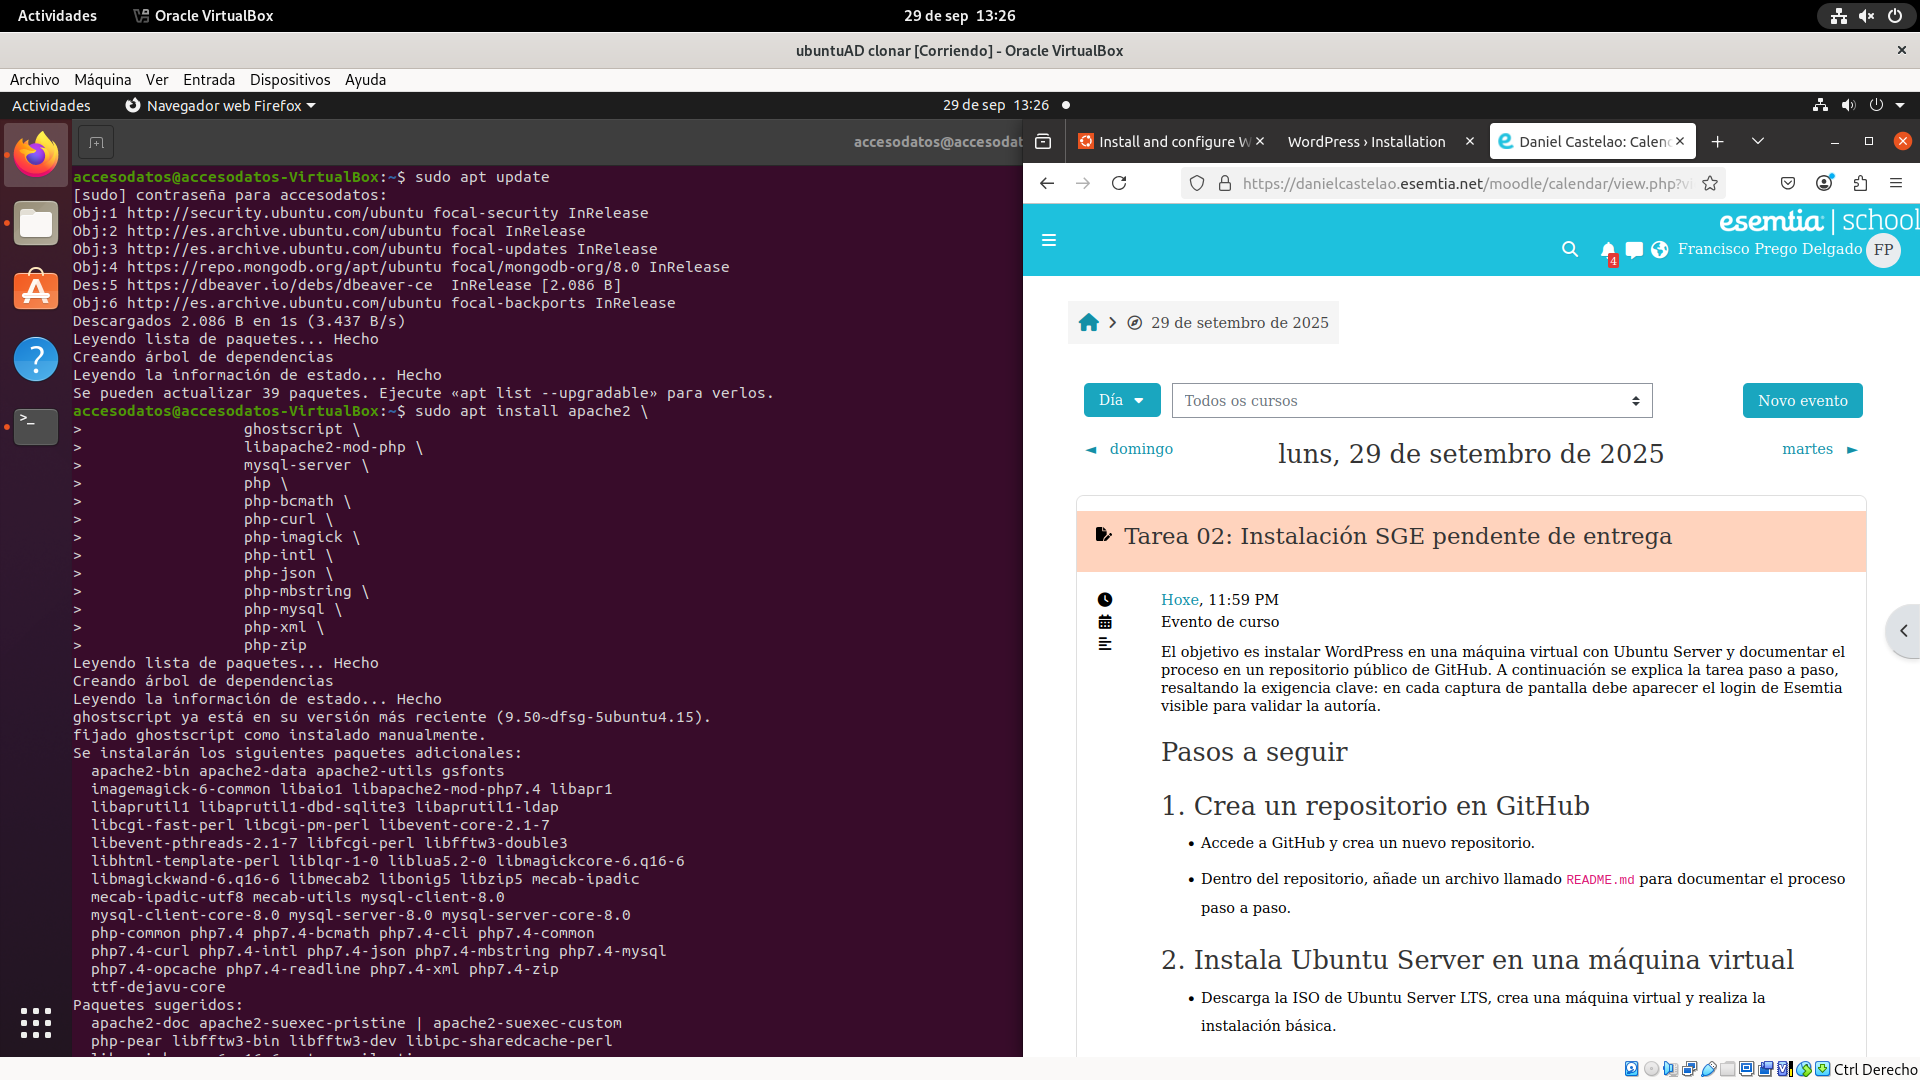 Actividades
Oracle VirtualBox
29 de sep 13:26
ubuntuAD clonar [Corriendo] - Oracle VirtualBox
Archivo Máquina Ver Entrada Dispositivos Ayuda
Actividades
Navegador web Firefox
29 de sep 13:26
accesodatos@accesodat
accesodatos@accesodatos-VirtualBox:~$ sudo apt update
[sudo] contraseña para accesodatos:
Obj:1 http://security.ubuntu.com/ubuntu focal-security InRelease
Obj:2 http://es.archive.ubuntu.com/ubuntu focal InRelease
Obj:3 http://es.archive.ubuntu.com/ubuntu focal-updates InRelease
Obj:4 https://repo.mongodb.org/apt/ubuntu focal/mongodb-org/8.0 InRelease
Des:5 https://dbeaver.io/debs/dbeaver-ce  InRelease [2.086 B]
Obj:6 http://es.archive.ubuntu.com/ubuntu focal-backports InRelease
Descargados 2.086 B en 1s (3.437 B/s)
Leyendo lista de paquetes... Hecho
Creando árbol de dependencias
Leyendo la información de estado... Hecho
Se pueden actualizar 39 paquetes. Ejecute «apt list --upgradable» para verlos.
accesodatos@accesodatos-VirtualBox:~$ sudo apt install apache2 \
> ghostscript \
> libapache2-mod-php \
> mysql-server \
> php \
> php-bcmath \
> php-curl \
> php-imagick \
> php-intl \
> php-json \
> php-mbstring \
> php-mysql \
> php-xml \
> php-zip
Leyendo lista de paquetes... Hecho
Creando árbol de dependencias
Leyendo la información de estado... Hecho
ghostscript ya está en su versión más reciente (9.50~dfsg-5ubuntu4.15).
fijado ghostscript como instalado manualmente.
Se instalarán los siguientes paquetes adicionales:
apache2-bin apache2-data apache2-utils gsfonts
imagemagick-6-common libaio1 libapache2-mod-php7.4 libapr1
libaprutil1 libaprutil1-dbd-sqlite3 libaprutil1-ldap
libcgi-fast-perl libcgi-pm-perl libevent-core-2.1-7
libevent-pthreads-2.1-7 libfcgi-perl libfftw3-double3
libhtml-template-perl liblqr-1-0 liblua5.2-0 libmagickcore-6.q16-6
libmagickwand-6.q16-6 libmecab2 libonig5 libzip5 mecab-ipadic
mecab-ipadic-utf8 mecab-utils mysql-client-8.0
mysql-client-core-8.0 mysql-server-8.0 mysql-server-core-8.0
php-common php7.4 php7.4-bcmath php7.4-cli php7.4-common
php7.4-curl php7.4-intl php7.4-json php7.4-mbstring php7.4-mysql
php7.4-opcache php7.4-readline php7.4-xml php7.4-zip
ttf-dejavu-core
Paquetes sugeridos:
apache2-doc apache2-suexec-pristine | apache2-suexec-custom
php-pear libfftw3-bin libfftw3-dev libipc-sharedcache-perl
Install and configure W
WordPress › Installation
Daniel Castelao: Calenc
https://danielcastelao.esemtia.net/moodle/calendar/view.php?vi
esemtia | school
4
Francisco Prego Delgado FP
29 de setembro de 2025
Día
Todos os cursos
Novo evento
◄ domingo
luns, 29 de setembro de 2025
martes ►
Tarea 02: Instalación SGE pendente de entrega
Hoxe, 11:59 PM
Evento de curso
El objetivo es instalar WordPress en una máquina virtual con Ubuntu Server y documentar el
proceso en un repositorio público de GitHub. A continuación se explica la tarea paso a paso,
resaltando la exigencia clave: en cada captura de pantalla debe aparecer el login de Esemtia
visible para validar la autoría.
Pasos a seguir
1. Crea un repositorio en GitHub
• Accede a GitHub y crea un nuevo repositorio.
• Dentro del repositorio, añade un archivo llamado README.md para documentar el proceso
paso a paso.
2. Instala Ubuntu Server en una máquina virtual
• Descarga la ISO de Ubuntu Server LTS, crea una máquina virtual y realiza la
instalación básica.
Ctrl Derecho